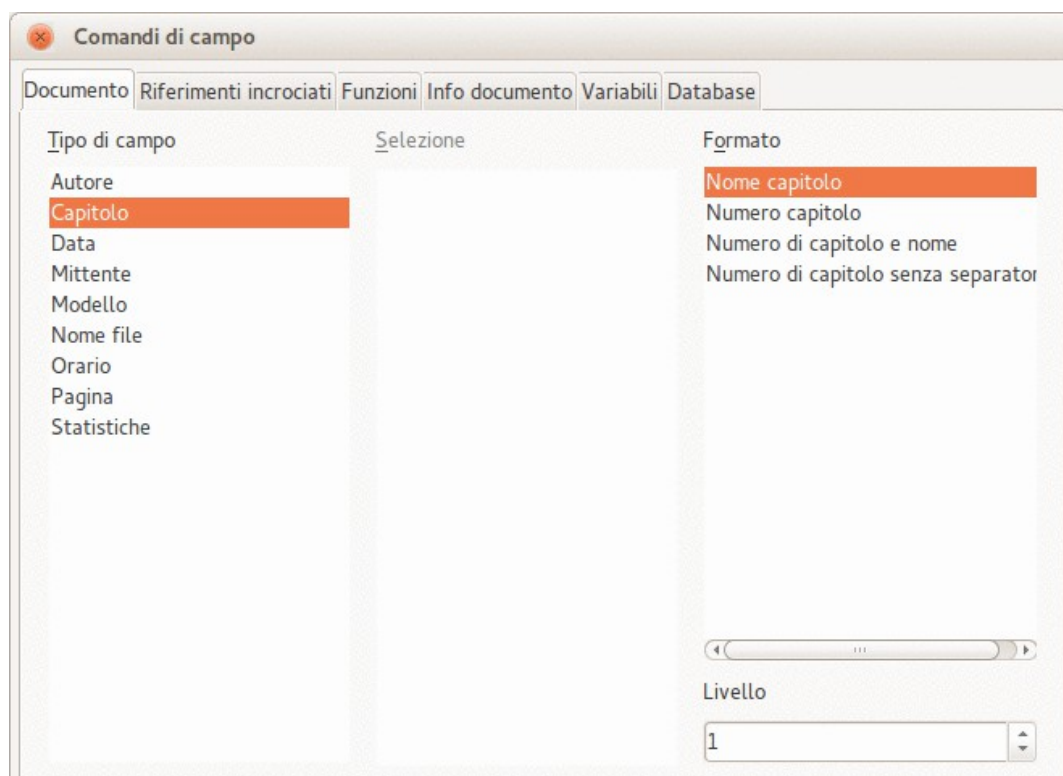 Comandi di campo
Documento Riferimenti incrociati Funzioni Info documento Variabili Database
Tipo di campo
Autore
Capitolo
Data
Mittente
Modello
Nome file
Orario
Pagina
Statistiche
Selezione
Formato
Nome capitolo
Numero capitolo
Numero di capitolo e nome
Numero di capitolo senza separator
Livello
1